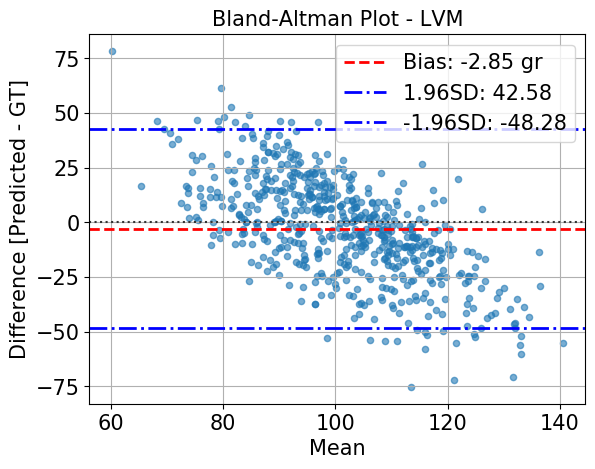 Bland-Altman Plot - LVM
Difference [Predicted - GT]
75
50
25
0
−25
−50
−75
Bias: -2.85 gr
1.96SD: 42.58
-1.96SD: -48.28
60 80 100 120 140
Mean